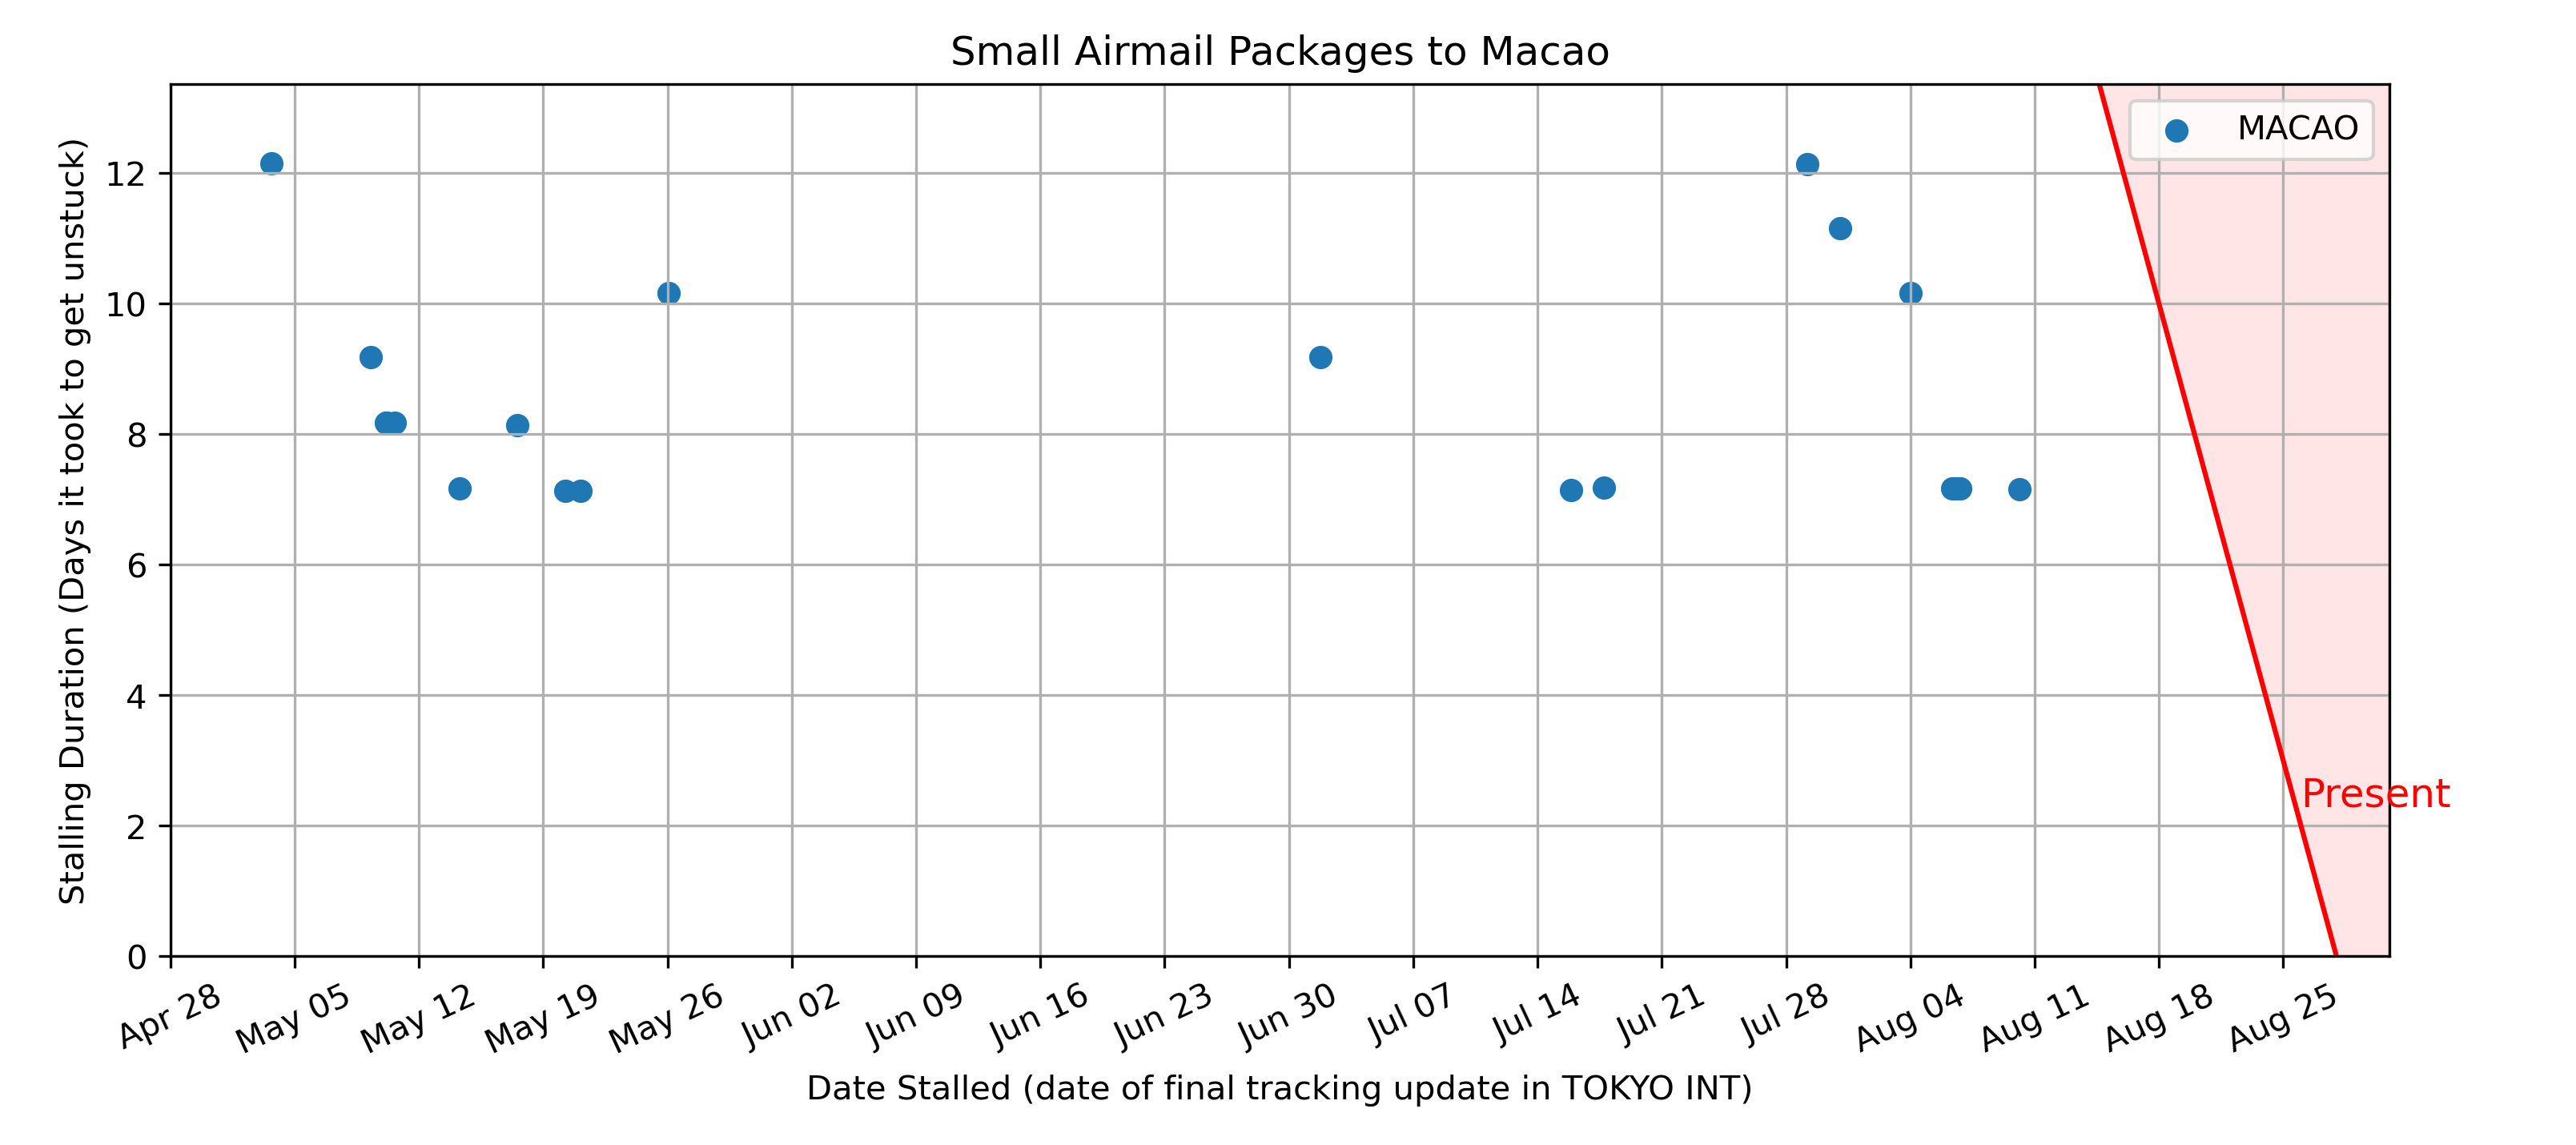 Small Airmail Packages to Macao
MACAO
Stalling Duration (Days it took to get unstuck)
12
10
8
6
4
2
0
Present
Apr 28
May 05
May 12
May 19
May 26
Jun 02
Jun 09
Jun 16
Jun 23
Jun 30
Jul 07
Jul 14
Jul 21
Jul 28
Aug 04
Aug 11
Aug 18
Aug 25
Date Stalled (date of final tracking update in TOKYO INT)